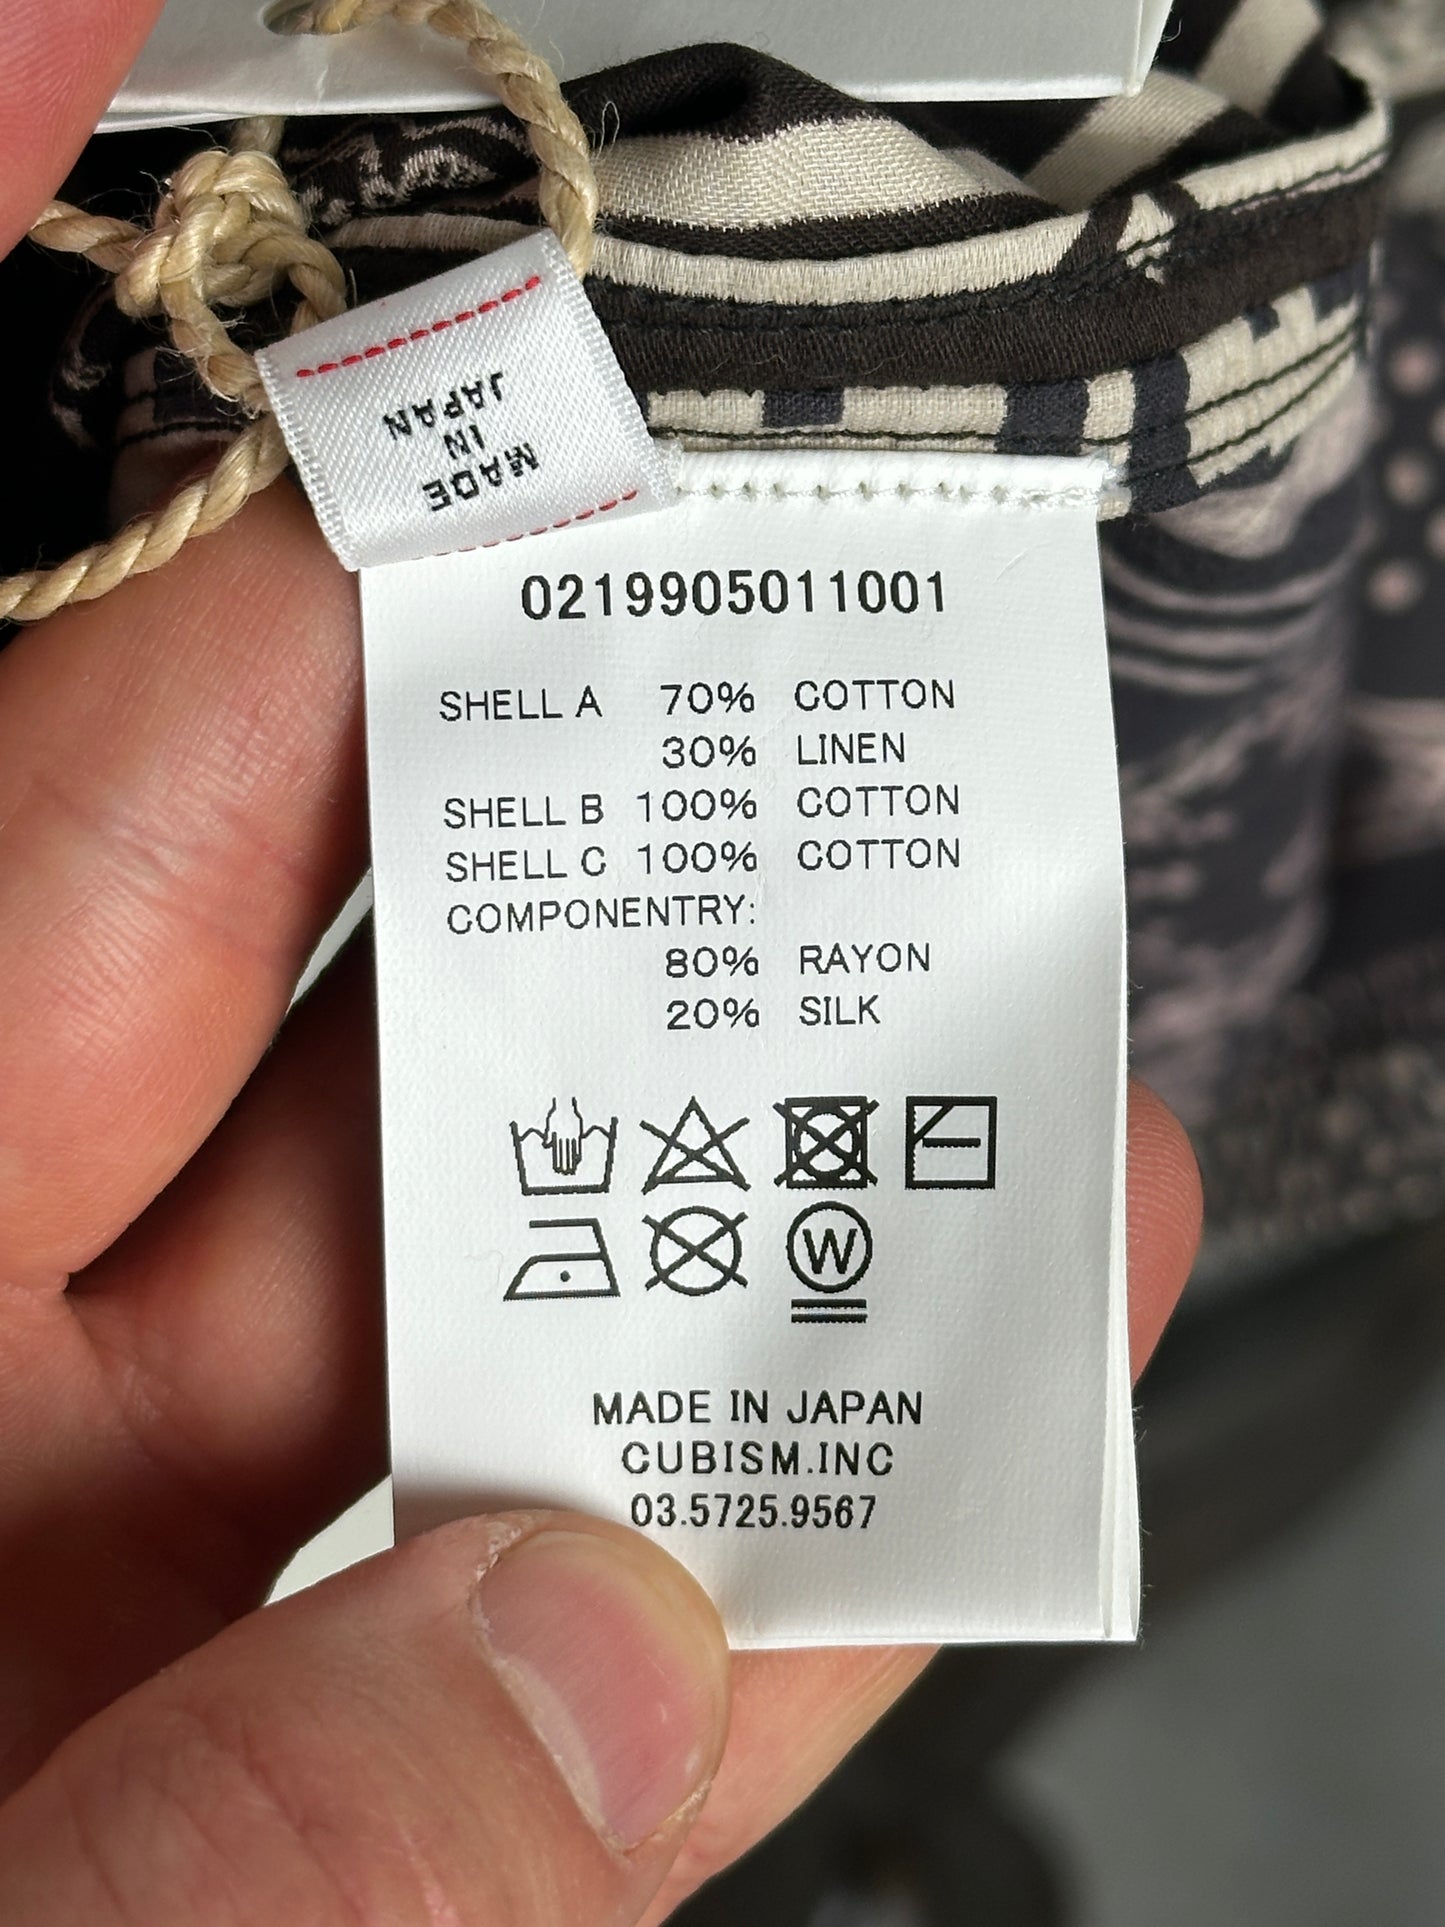 MADE
IN
JAPAN
0219905011001
SHELL A 70% COTTON
30% LINEN
SHELL B 100% COTTON
SHELL C 100% COTTON
COMPONENTRY:
80% RAYON
20% SILK
W
MADE IN JAPAN
CUBISM.INC
03.5725.9567